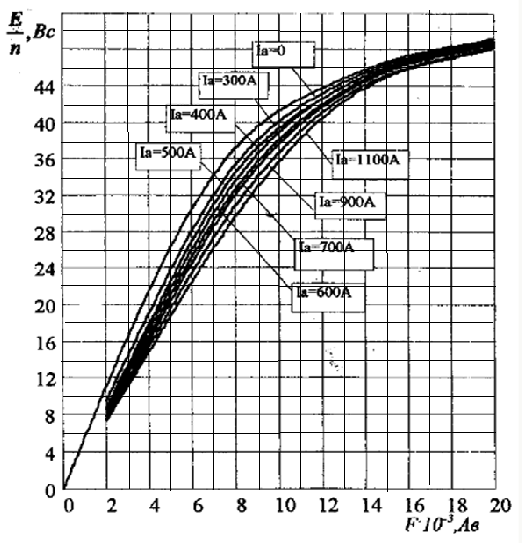 E/n, Вс
Ia=0
Ia=300A
Ia=400A
Ia=500A
Ia=1100A
Ia=900A
Ia=700A
Ia=600A
44
40
36
32
28
24
20
16
12
8
4
0
0 2 4 6 8 10 12 14 16 18 20
F·10⁻³, Ав